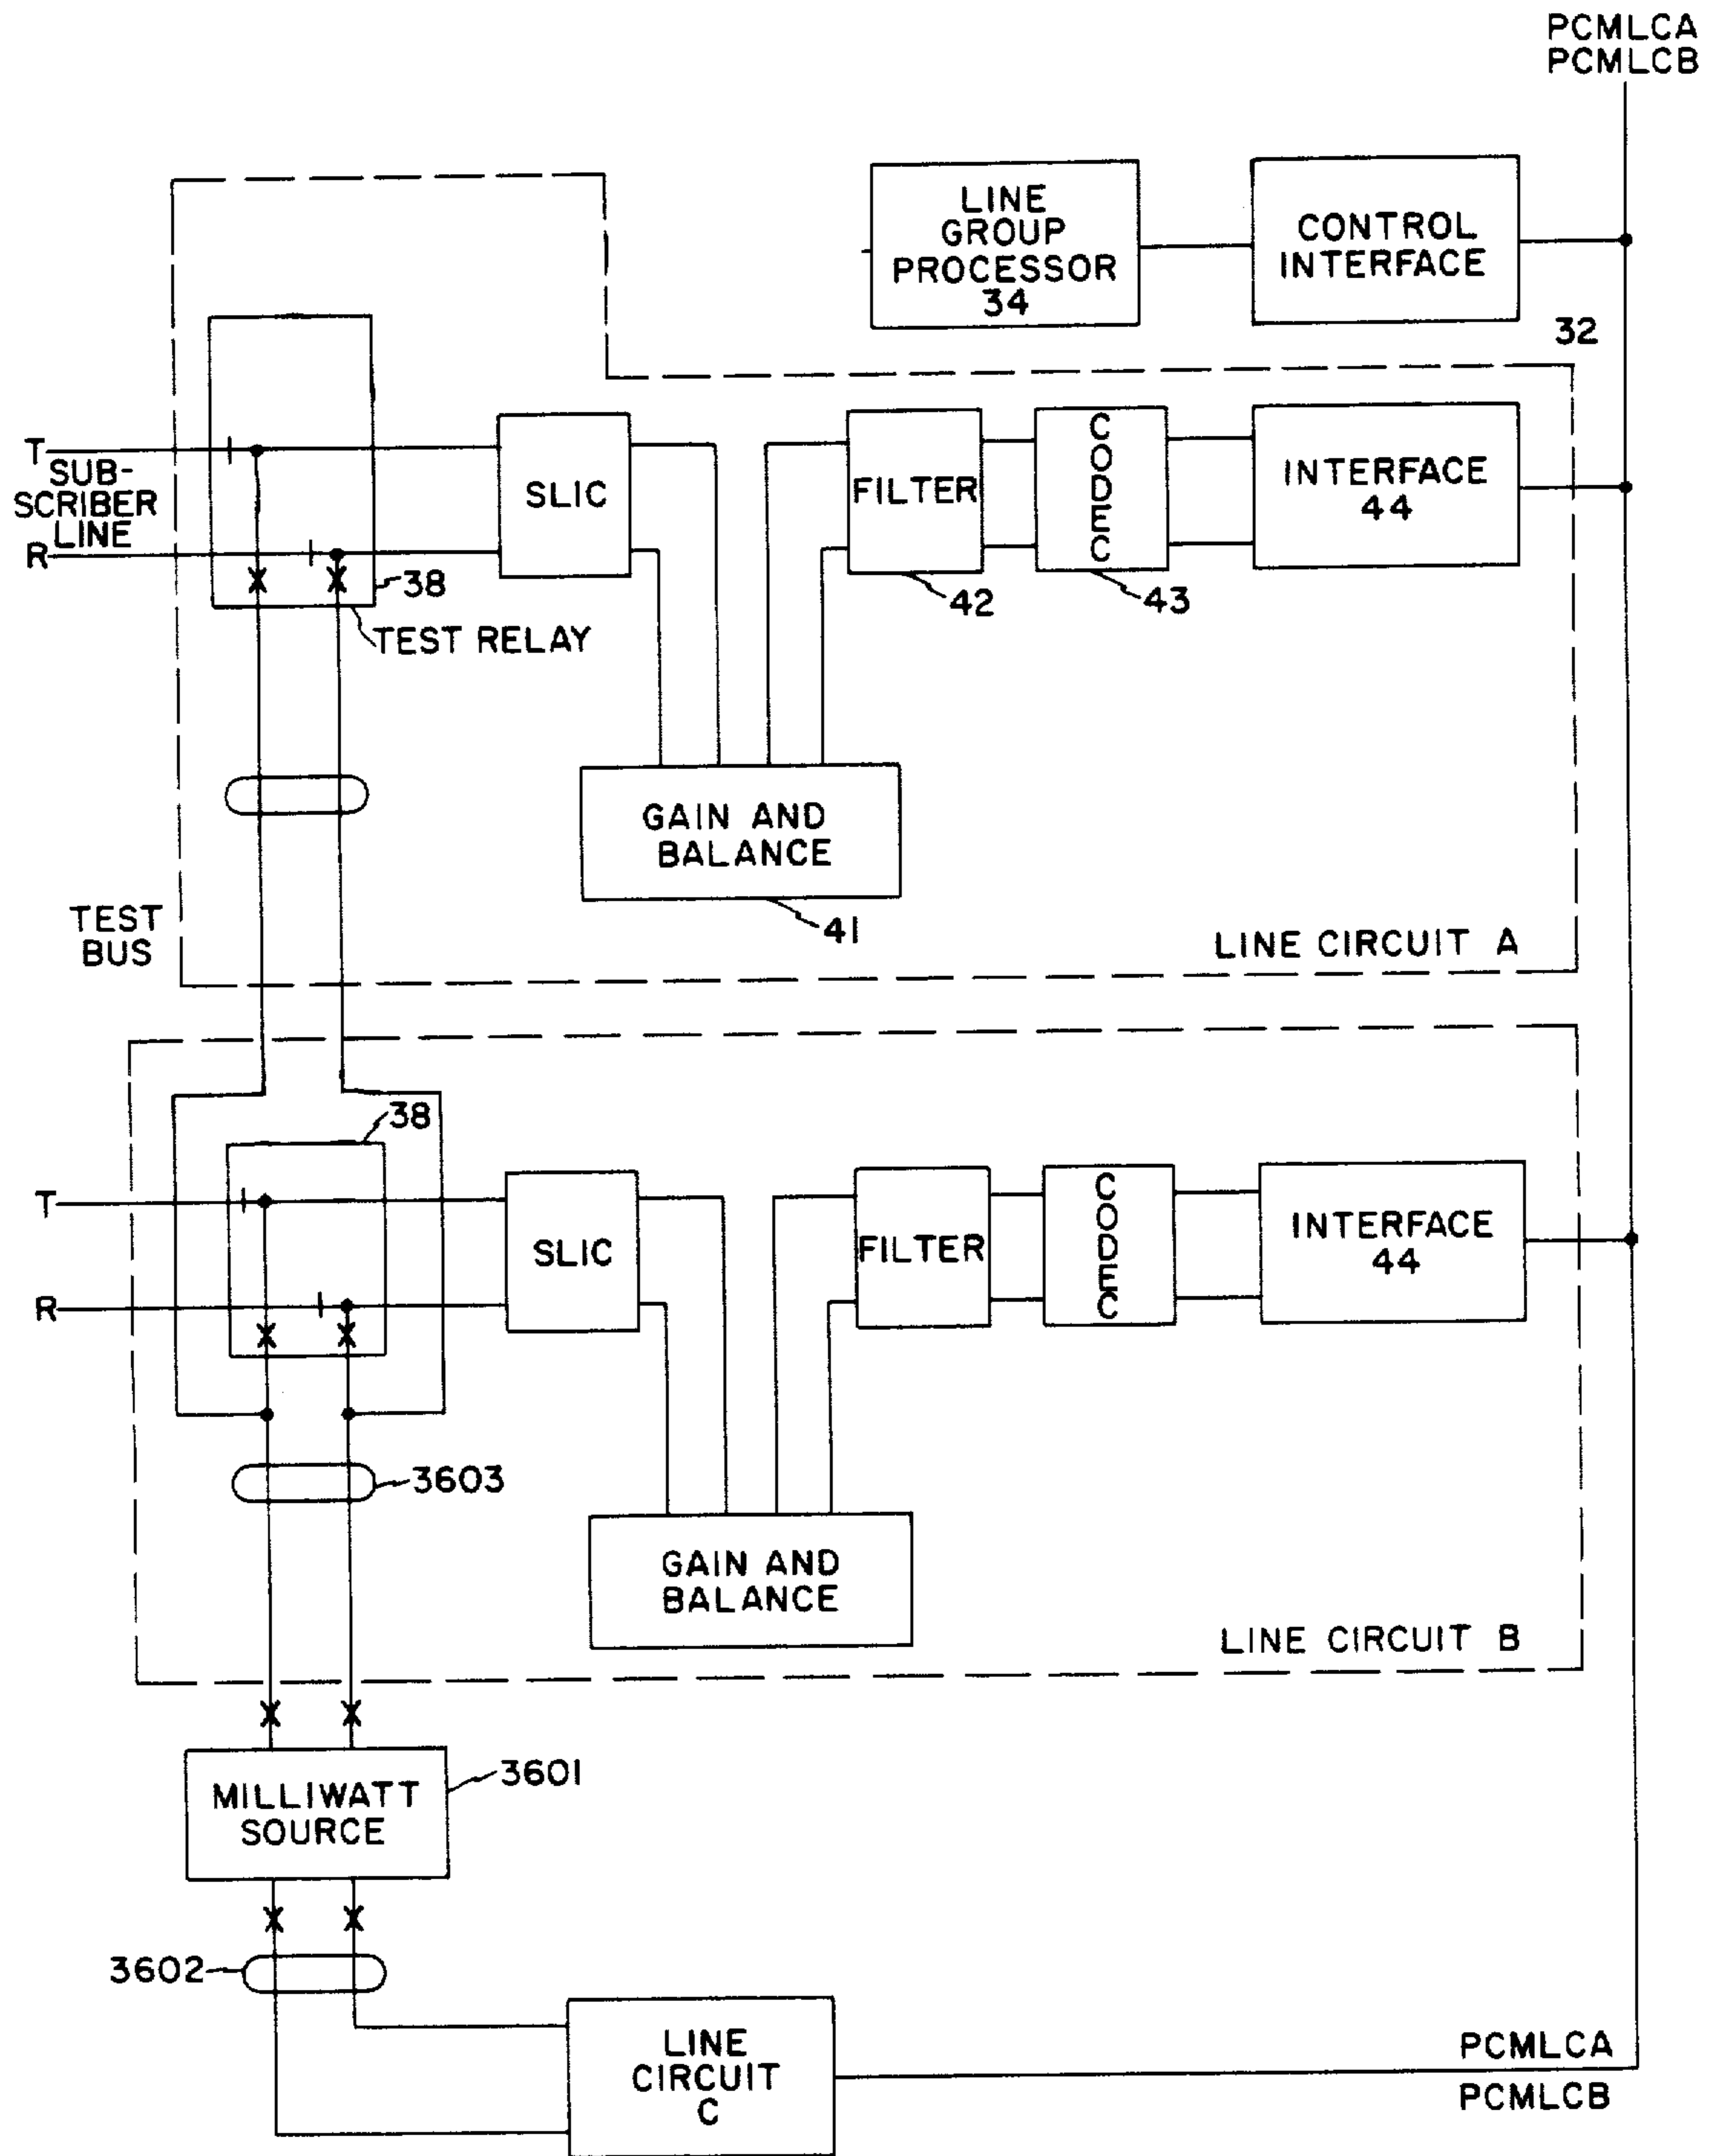 PCMLCA
PCMLCB
LINE
GROUP
PROCESSOR
34
CONTROL
INTERFACE
32
T
SUB-
SCRIBER
LINE
R
SLIC
FILTER
CODEC
INTERFACE
44
38
TEST RELAY
42
43
GAIN AND
BALANCE
41
TEST
BUS
LINE CIRCUIT A
38
T
R
SLIC
FILTER
CODEC
INTERFACE
44
3603
GAIN AND
BALANCE
LINE CIRCUIT B
MILLIWATT
SOURCE
3601
3602
LINE
CIRCUIT
C
PCMLCA
PCMLCB